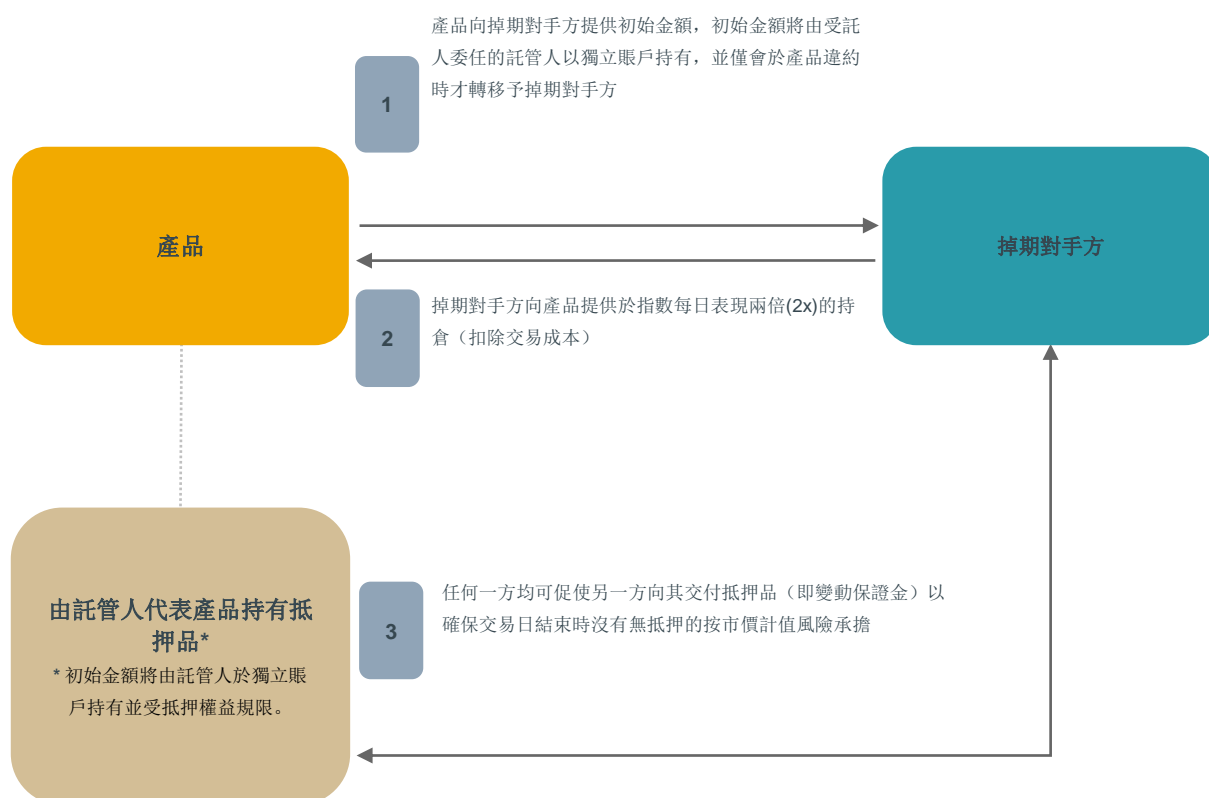 產品向掉期對手方提供初始金額，初始金額將由受託
人委任的託管人以獨立賬戶持有，並僅會於產品違約
時才轉移予掉期對手方
1
產品
掉期對手方
2
掉期對手方向產品提供於指數每日表現兩倍(2x)的持
倉（扣除交易成本）
由託管人代表產品持有抵
押品*
* 初始金額將由託管人於獨立賬
戶持有並受抵押權益規限。
3
任何一方均可促使另一方向其交付抵押品（即變動保證金）以
確保交易日結束時沒有無抵押的按市價計值風險承擔